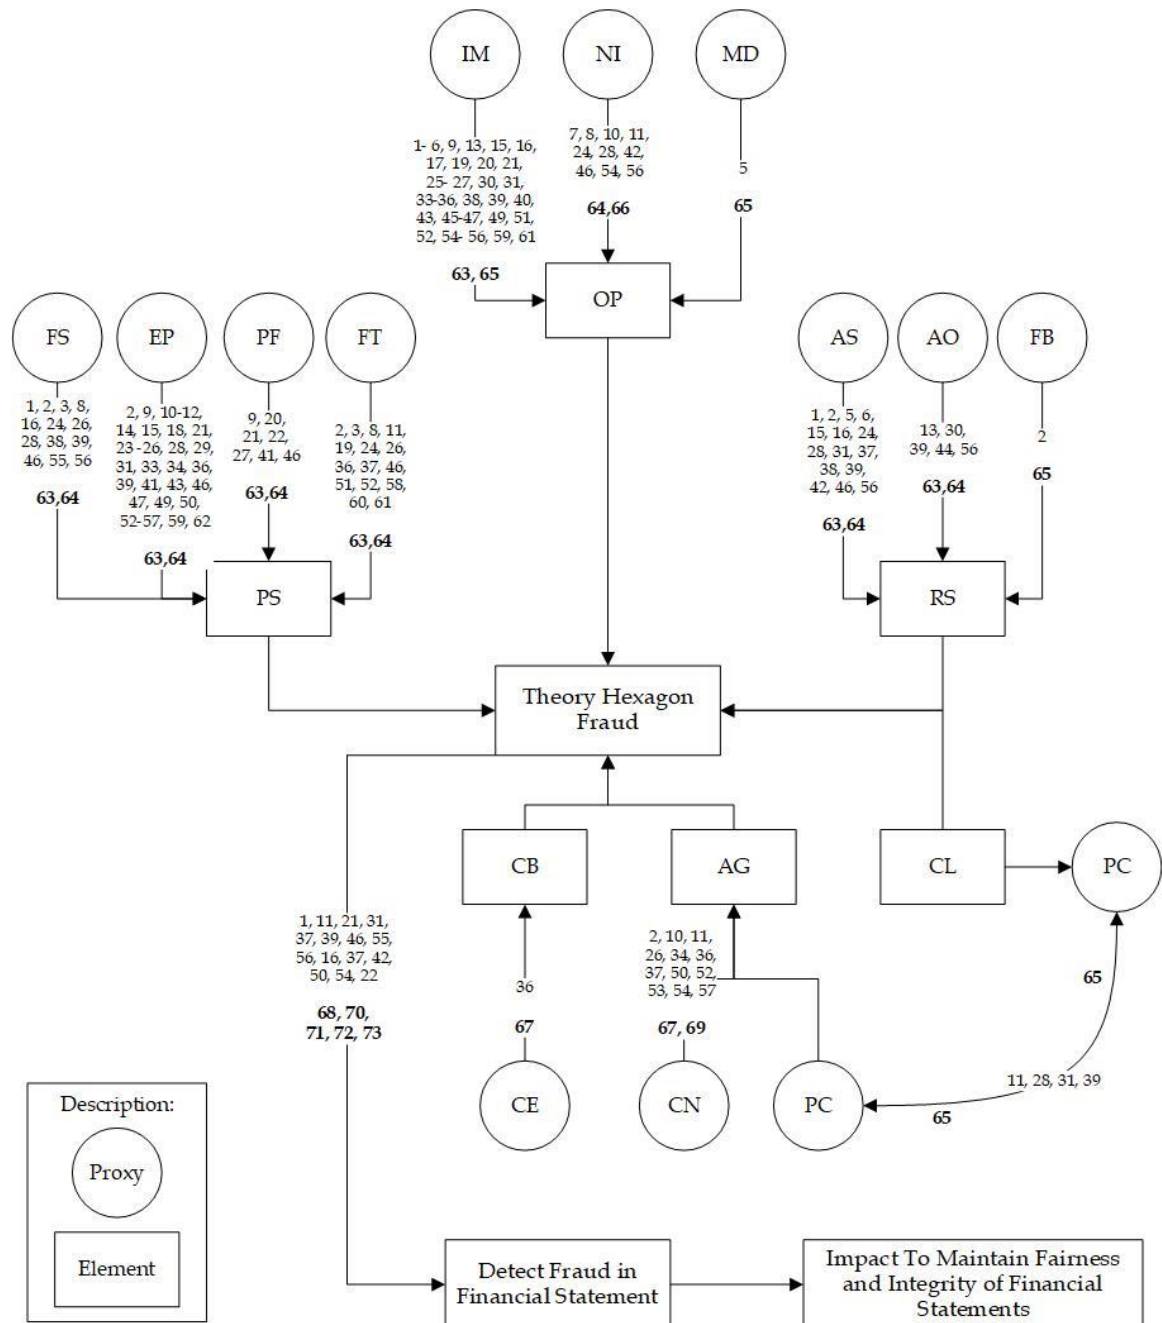 IM
NI
MD
1- 6, 9, 13, 15, 16,
17, 19, 20, 21,
25- 27, 30, 31,
33-36, 38, 39, 40,
43, 45-47, 49, 51,
52, 54- 56, 59, 61
63, 65
7, 8, 10, 11,
24, 28, 42,
46, 54, 56
64,66
5
65
OP
FS
EP
PF
FT
AS
AO
FB
1, 2, 3, 8,
16, 24, 26,
28, 38, 39,
46, 55, 56
63,64
2, 9, 10-12,
14, 15, 18, 21,
23 -26, 28, 29,
31, 33, 34, 36,
39, 41, 43, 46,
47, 49, 50,
52-57, 59, 62
63,64
9, 20,
21, 22,
27, 41, 46
63,64
2, 3, 8, 11,
19, 24, 26,
36, 37, 46,
51, 52, 58,
60, 61
63,64
1, 2, 5, 6,
15, 16, 24,
28, 31, 37,
38, 39,
42, 46, 56
63,64
13, 30,
39, 44, 56
63,64
2
65
PS
RS
Theory Hexagon
Fraud
CB
AG
CL
PC
1, 11, 21, 31,
37, 39, 46, 55,
56, 16, 37, 42,
50, 54, 22
68, 70,
71, 72, 73
36
67
2, 10, 11,
26, 34, 36,
37, 50, 52,
53, 54, 57
67, 69
65
11, 28, 31, 39
65
CE
CN
PC
Description:
Proxy
Element
Detect Fraud in
Financial Statement
Impact To Maintain Fairness
and Integrity of Financial
Statements